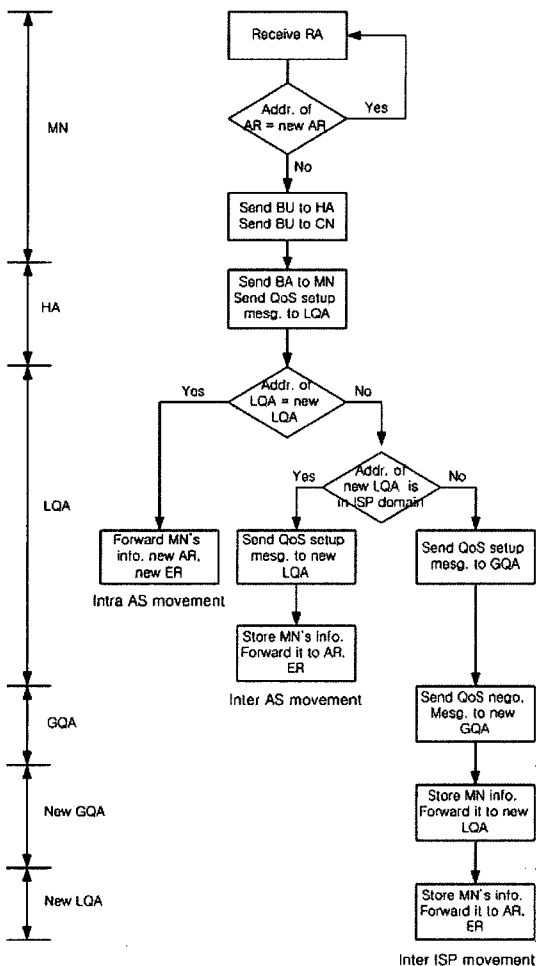 Receive RA
Addr. of
AR = new AR
Yes
MN
No
Send BU to HA
Send BU to CN
Send BA to MN
Send QoS setup
mesg. to LQA
HA
Yes
Addr. of
LQA = new
LQA
No
Yes
Addr. of
new LQA is
in ISP domain
No
LQA
Forward MN's
info. new AR,
new ER
Intra AS movement
Send QoS setup
mesg. to new
LQA
Send QoS setup
mesg. to GQA
Store MN's info.
Forward it to AR.
ER
Inter AS movement
GQA
Send QoS nego.
Mesg. to new
GQA
New GQA
Store MN info.
Forward it to new
LQA
New LQA
Store MN's info.
Forward it to AR,
ER
Inter ISP movement